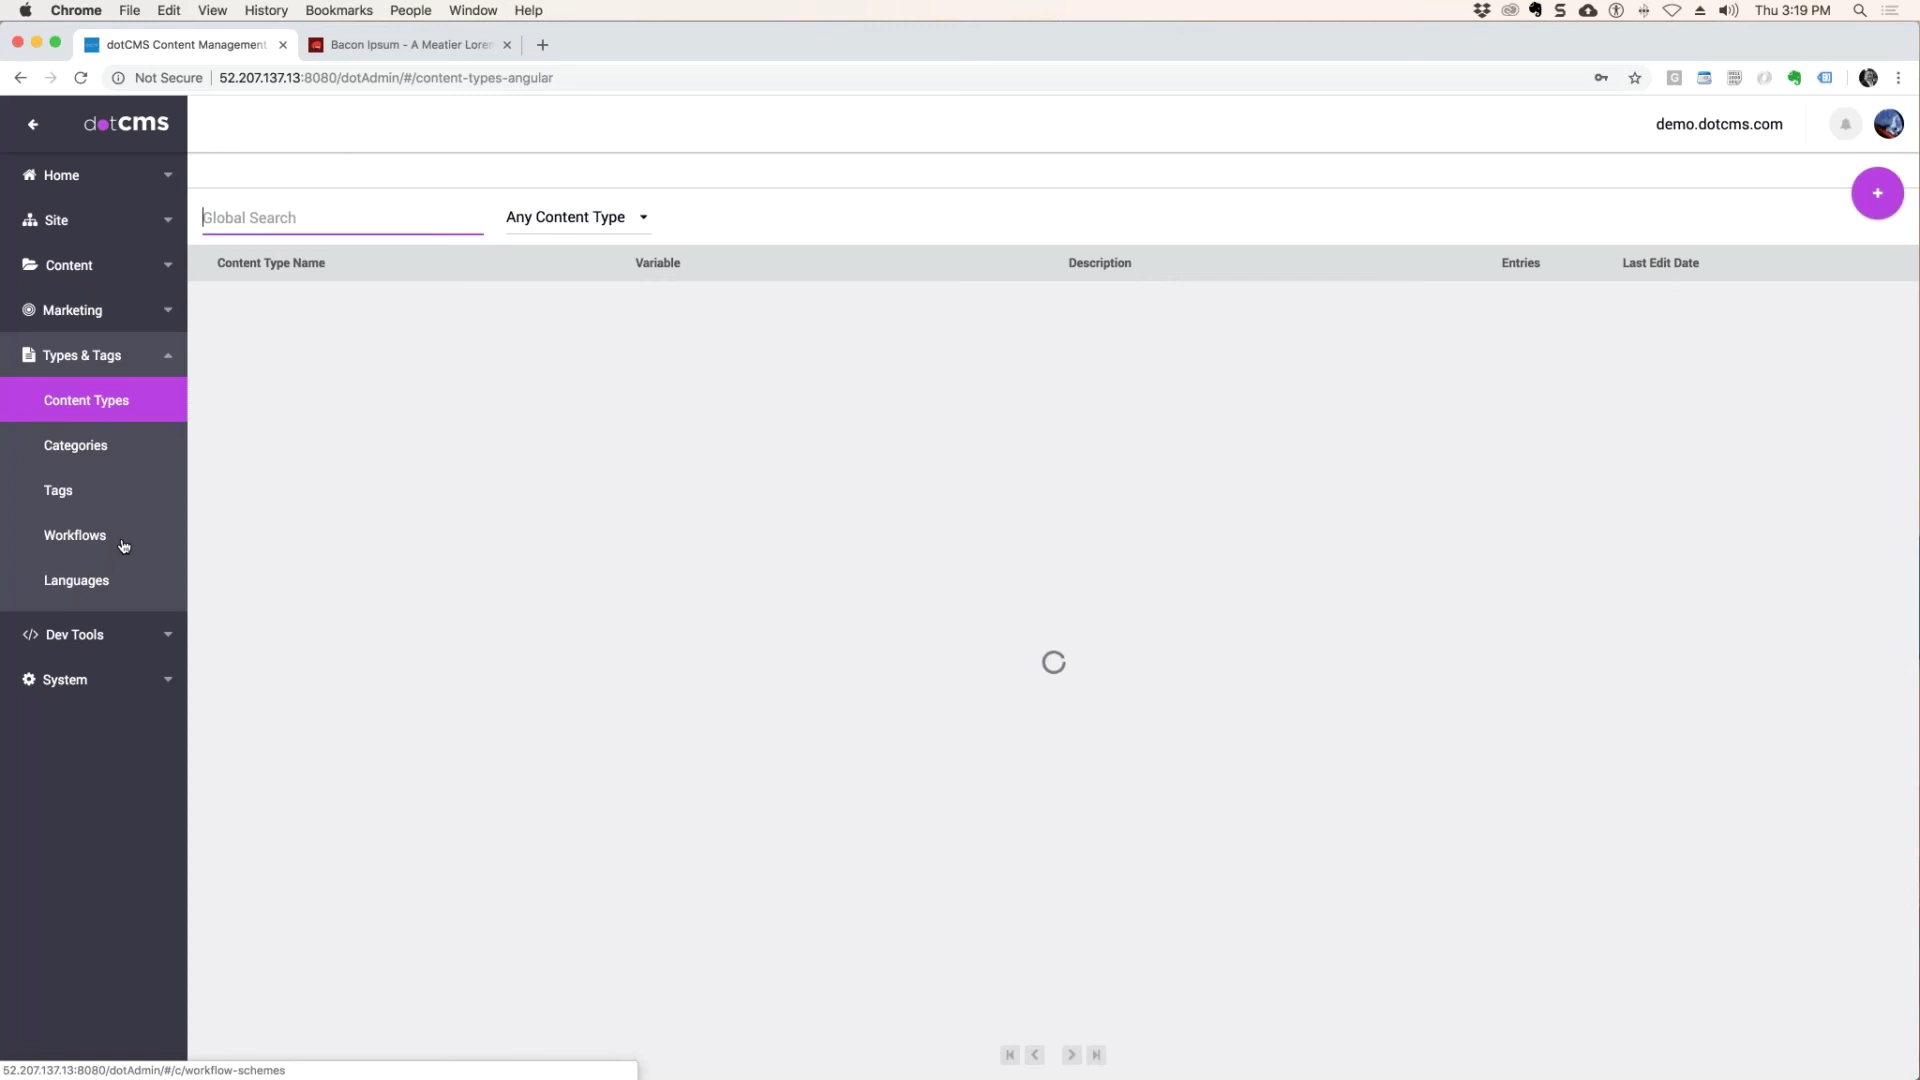 Chrome File Edit View History Bookmarks People Window Help Thu 3:19 PM
dotCMS Content Management Bacon Ipsum - A Meatier Loren
Not Secure 52.207.137.13:8080/dotAdmin/#/content-types-angular
dotCMS demo.dotcms.com
Home
Site
Content
Marketing
Types & Tags
Content Types
Categories
Tags
Workflows
Languages
Dev Tools
System
Global Search Any Content Type
Content Type Name Variable Description Entries Last Edit Date
52.207.137.13:8080/dotAdmin/#/c/workflow-schemes